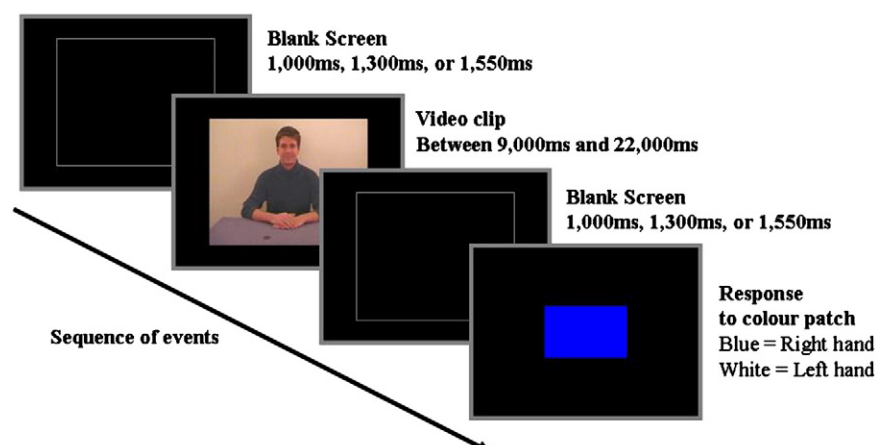 Blank Screen
1,000ms, 1,300ms, or 1,550ms
Video clip
Between 9,000ms and 22,000ms
Blank Screen
1,000ms, 1,300ms, or 1,550ms
Response
to colour patch
Blue = Right hand
White = Left hand
Sequence of events